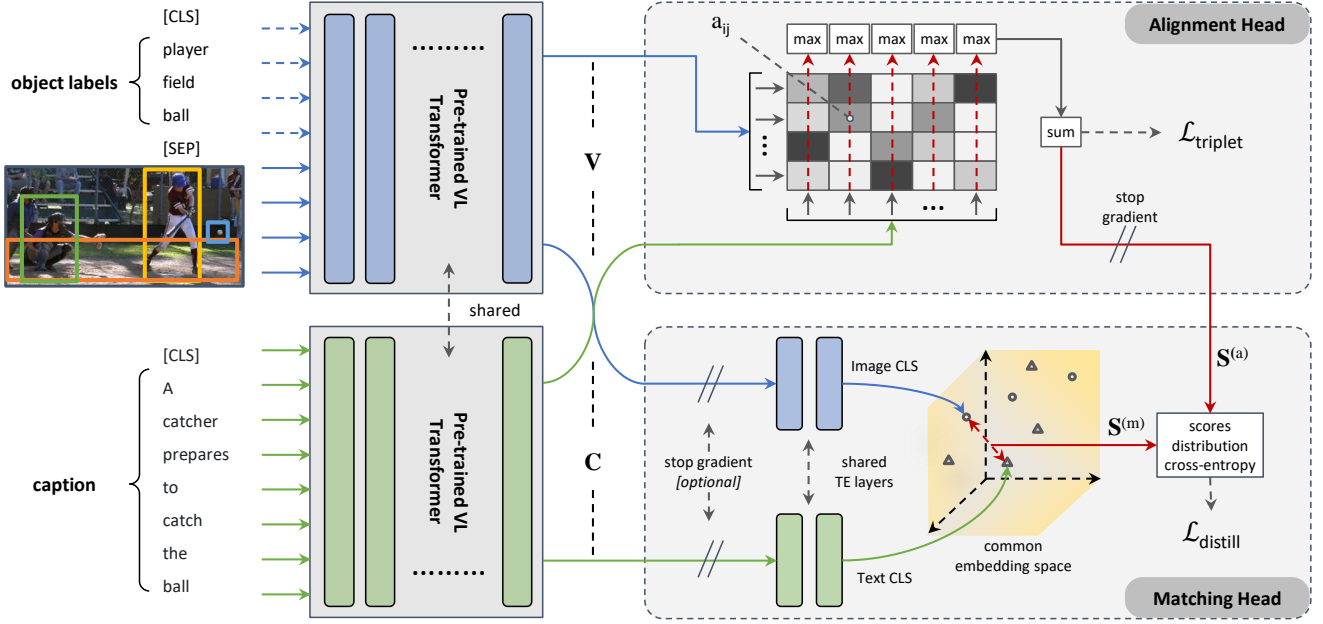 [CLS]
player
field
ball
[SEP]
object labels
Pre-trained VL
Transformer
shared
[CLS]
A
catcher
prepares
to
catch
the
ball
caption
Pre-trained VL
Transformer
V
C
Alignment Head
a_ij
max max max max max
sum
ℒ_triplet
stop
gradient
S^(a)
stop gradient
[optional]
Image CLS
shared
TE layers
Text CLS
common
embedding space
S^(m)
scores
distribution
cross-entropy
ℒ_distill
Matching Head